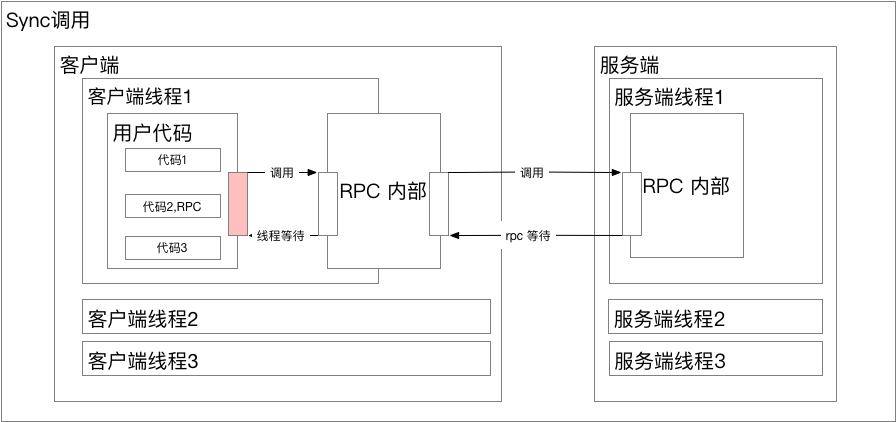 Sync调用
客户端
客户端线程1
用户代码
代码1
代码2,RPC
代码3
调用
线程等待
RPC 内部
调用
rpc 等待
客户端线程2
客户端线程3
服务端
服务端线程1
RPC 内部
服务端线程2
服务端线程3